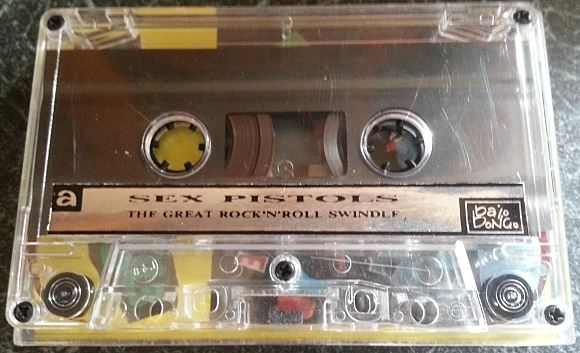 a
SEX PISTOLS
THE GREAT ROCK'N'ROLL SWINDLE
bajo
BONGO